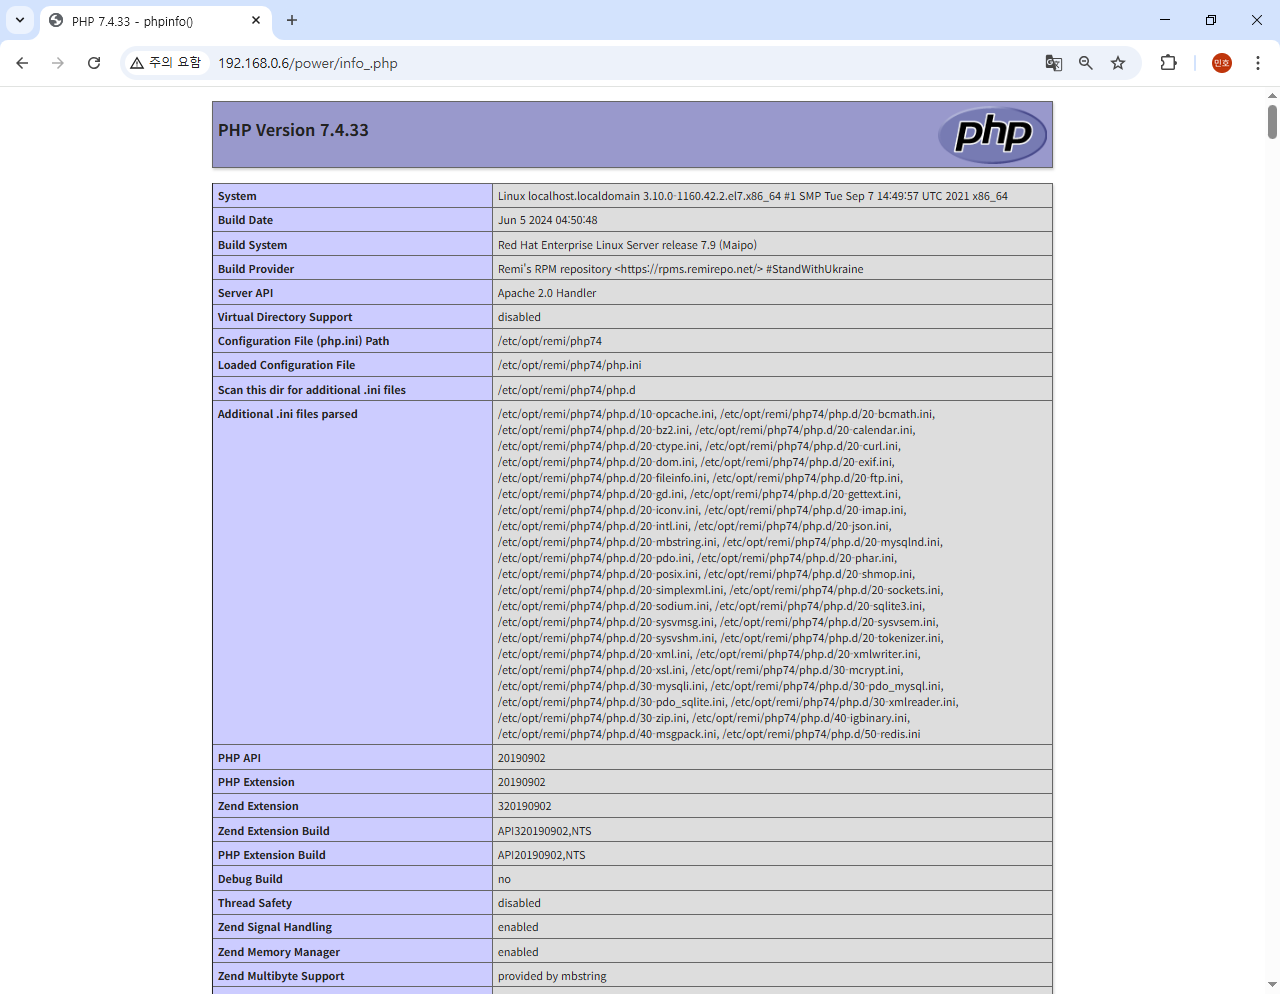 PHP 7.4.33 - phpinfo()
주의 요함
192.168.0.6/power/info_.php
민호
PHP Version 7.4.33
php
System Linux localhost.localdomain 3.10.0-1160.42.2.el7.x86_64 #1 SMP Tue Sep 7 14:49:57 UTC 2021 x86_64
Build Date Jun 5 2024 04:50:48
Build System Red Hat Enterprise Linux Server release 7.9 (Maipo)
Build Provider Remi's RPM repository <https://rpms.remirepo.net/> #StandWithUkraine
Server API Apache 2.0 Handler
Virtual Directory Support disabled
Configuration File (php.ini) Path /etc/opt/remi/php74
Loaded Configuration File /etc/opt/remi/php74/php.ini
Scan this dir for additional .ini files /etc/opt/remi/php74/php.d
Additional .ini files parsed /etc/opt/remi/php74/php.d/10-opcache.ini, /etc/opt/remi/php74/php.d/20-bcmath.ini,
/etc/opt/remi/php74/php.d/20-bz2.ini, /etc/opt/remi/php74/php.d/20-calendar.ini,
/etc/opt/remi/php74/php.d/20-ctype.ini, /etc/opt/remi/php74/php.d/20-curl.ini,
/etc/opt/remi/php74/php.d/20-dom.ini, /etc/opt/remi/php74/php.d/20-exif.ini,
/etc/opt/remi/php74/php.d/20-fileinfo.ini, /etc/opt/remi/php74/php.d/20-ftp.ini,
/etc/opt/remi/php74/php.d/20-gd.ini, /etc/opt/remi/php74/php.d/20-gettext.ini,
/etc/opt/remi/php74/php.d/20-iconv.ini, /etc/opt/remi/php74/php.d/20-imap.ini,
/etc/opt/remi/php74/php.d/20-intl.ini, /etc/opt/remi/php74/php.d/20-json.ini,
/etc/opt/remi/php74/php.d/20-mbstring.ini, /etc/opt/remi/php74/php.d/20-mysqlnd.ini,
/etc/opt/remi/php74/php.d/20-pdo.ini, /etc/opt/remi/php74/php.d/20-phar.ini,
/etc/opt/remi/php74/php.d/20-posix.ini, /etc/opt/remi/php74/php.d/20-shmop.ini,
/etc/opt/remi/php74/php.d/20-simplexml.ini, /etc/opt/remi/php74/php.d/20-sockets.ini,
/etc/opt/remi/php74/php.d/20-sodium.ini, /etc/opt/remi/php74/php.d/20-sqlite3.ini,
/etc/opt/remi/php74/php.d/20-sysvmsg.ini, /etc/opt/remi/php74/php.d/20-sysvsem.ini,
/etc/opt/remi/php74/php.d/20-sysvshm.ini, /etc/opt/remi/php74/php.d/20-tokenizer.ini,
/etc/opt/remi/php74/php.d/20-xml.ini, /etc/opt/remi/php74/php.d/20-xmlwriter.ini,
/etc/opt/remi/php74/php.d/20-xsl.ini, /etc/opt/remi/php74/php.d/30-mcrypt.ini,
/etc/opt/remi/php74/php.d/30-mysqli.ini, /etc/opt/remi/php74/php.d/30-pdo_mysql.ini,
/etc/opt/remi/php74/php.d/30-pdo_sqlite.ini, /etc/opt/remi/php74/php.d/30-xmlreader.ini,
/etc/opt/remi/php74/php.d/30-zip.ini, /etc/opt/remi/php74/php.d/40-igbinary.ini,
/etc/opt/remi/php74/php.d/40-msgpack.ini, /etc/opt/remi/php74/php.d/50-redis.ini
PHP API 20190902
PHP Extension 20190902
Zend Extension 320190902
Zend Extension Build API320190902,NTS
PHP Extension Build API20190902,NTS
Debug Build no
Thread Safety disabled
Zend Signal Handling enabled
Zend Memory Manager enabled
Zend Multibyte Support provided by mbstring